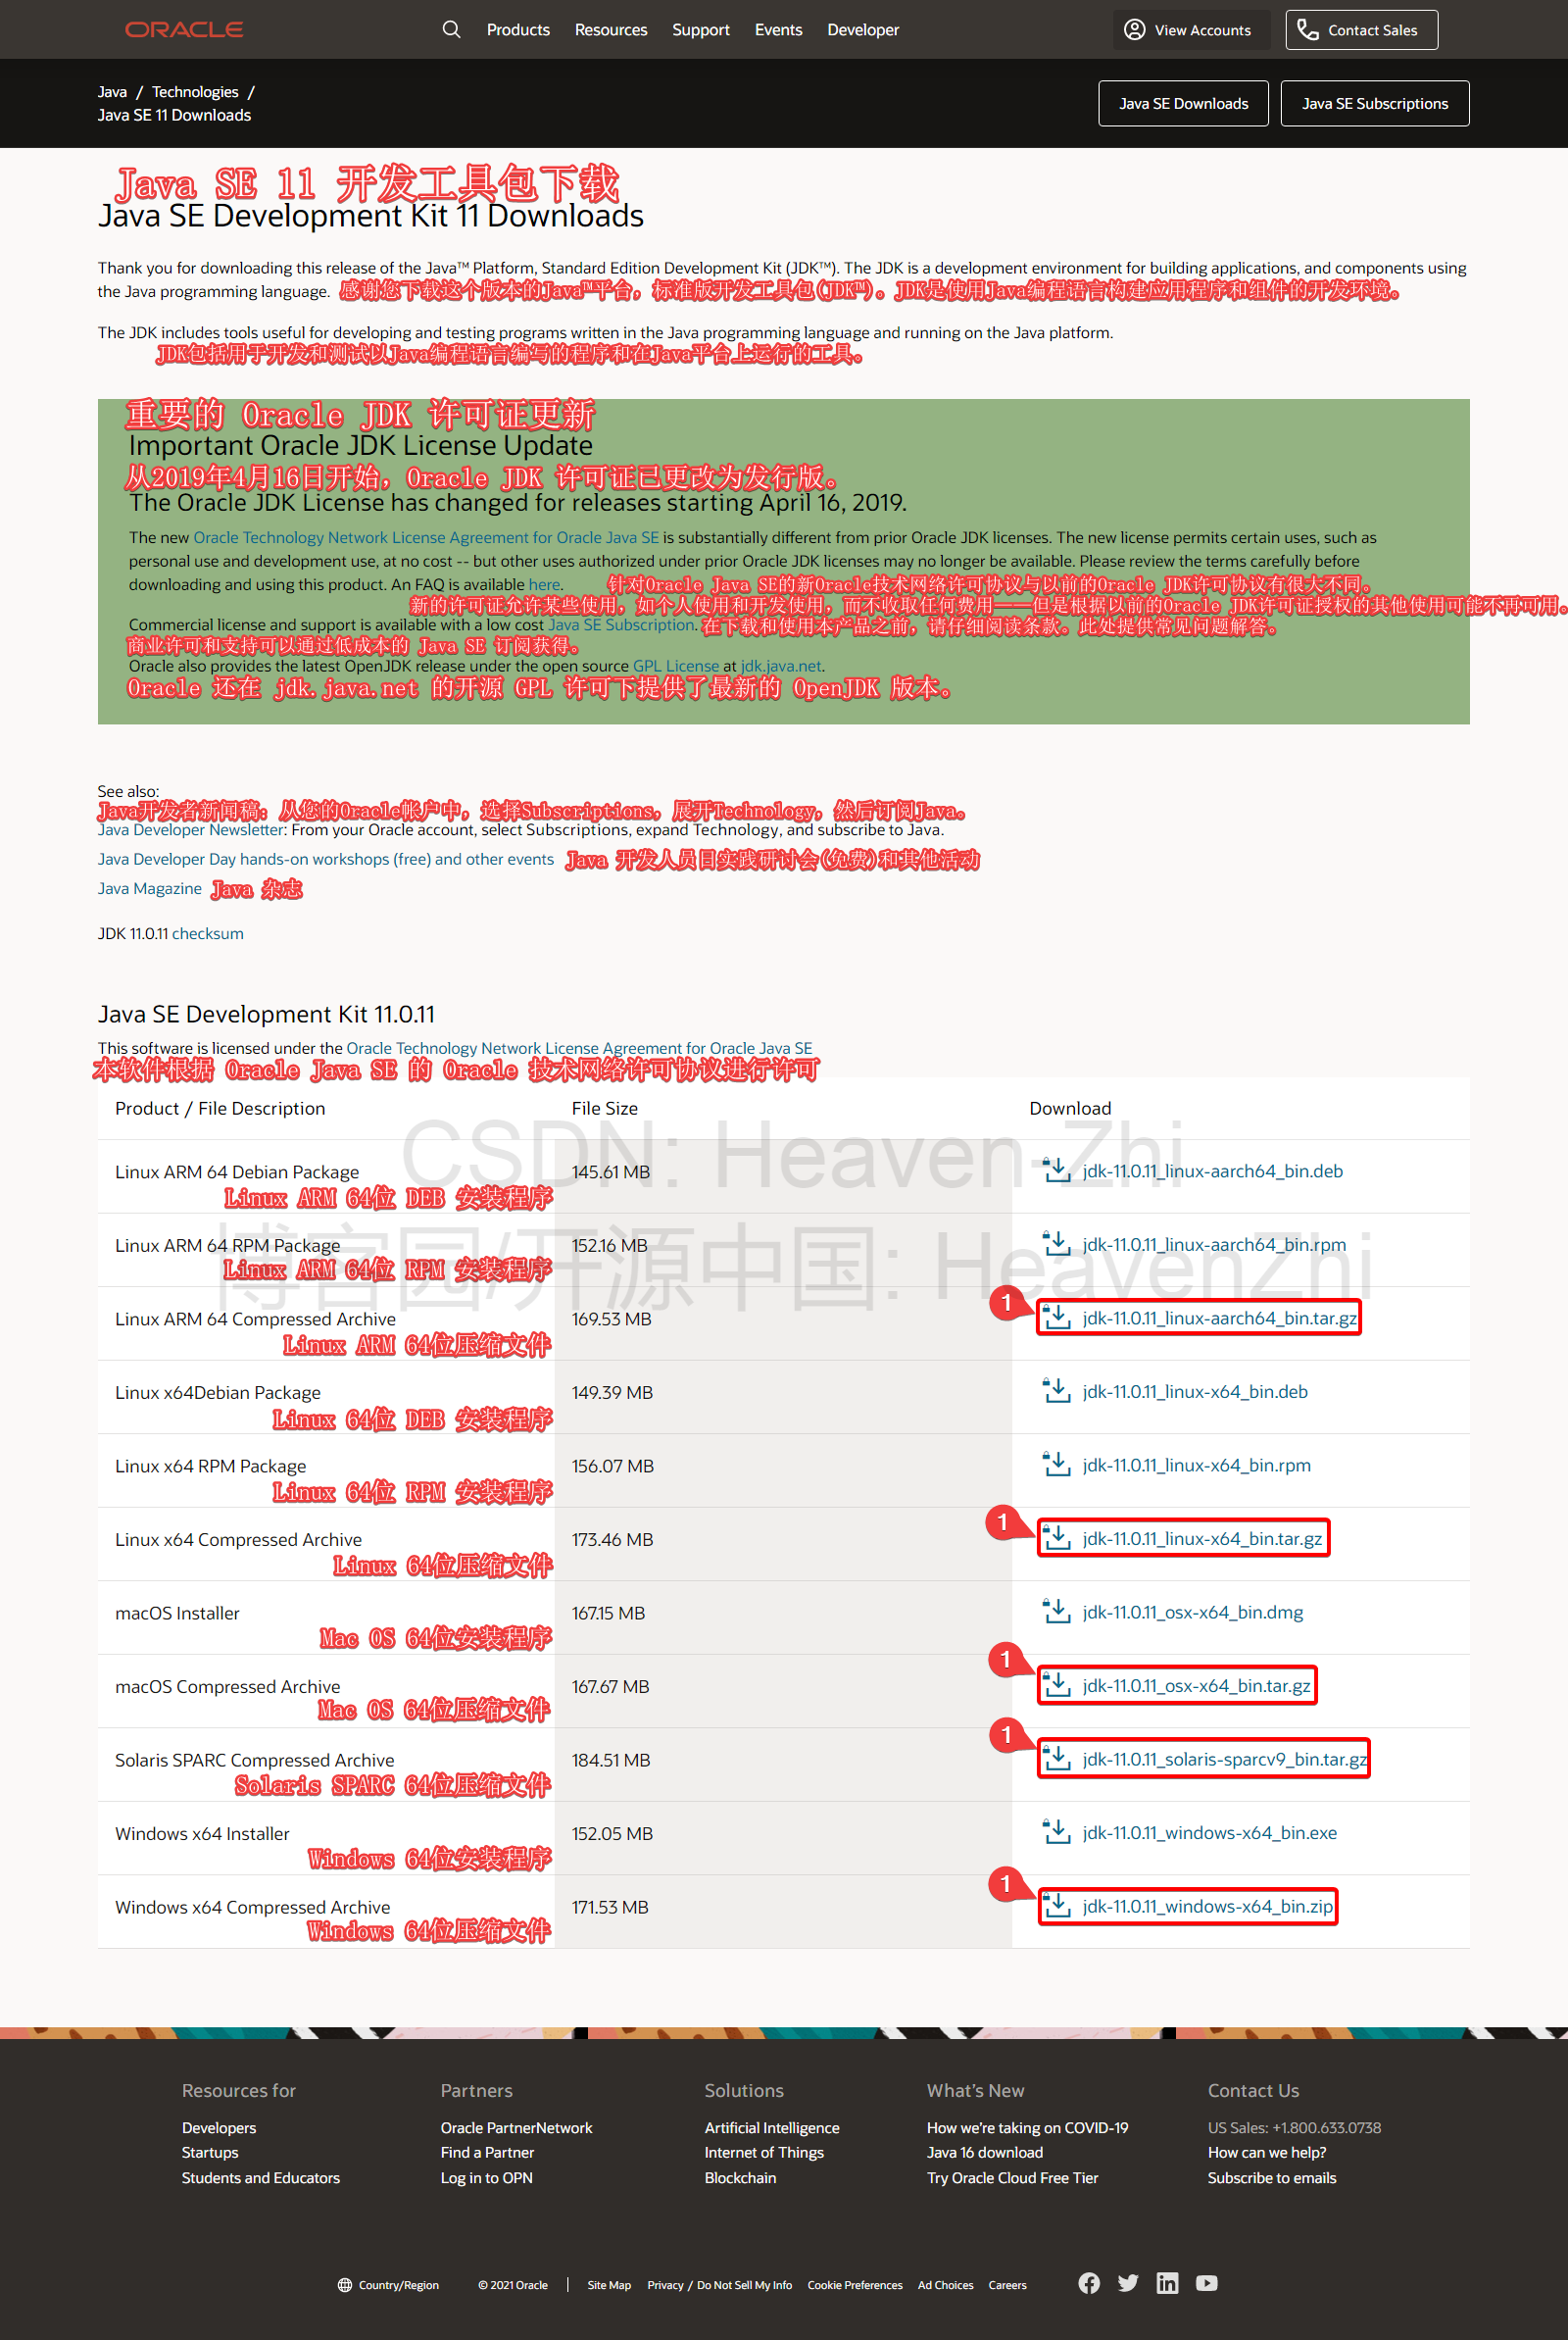 ORACLE
Products Resources Support Events Developer
View Accounts
Contact Sales
Java / Technologies /
Java SE 11 Downloads
Java SE Downloads
Java SE Subscriptions
Java SE 11 开发工具包下载
Java SE Development Kit 11 Downloads
Thank you for downloading this release of the Java™ Platform, Standard Edition Development Kit (JDK™). The JDK is a development environment for building applications, and components using
the Java programming language. 感谢您下载这个版本的Java™平台，标准版开发工具包(JDK™)。JDK是使用Java编程语言构建应用程序和组件的开发环境。
The JDK includes tools useful for developing and testing programs written in the Java programming language and running on the Java platform.
JDK包括用于开发和测试以Java编程语言编写的程序和在Java平台上运行的工具。
重要的 Oracle JDK 许可证更新
Important Oracle JDK License Update
从2019年4月16日开始，Oracle JDK 许可证已更改为发行版。
The Oracle JDK License has changed for releases starting April 16, 2019.
The new Oracle Technology Network License Agreement for Oracle Java SE is substantially different from prior Oracle JDK licenses. The new license permits certain uses, such as
personal use and development use, at no cost -- but other uses authorized under prior Oracle JDK licenses may no longer be available. Please review the terms carefully before
downloading and using this product. An FAQ is available here. 针对Oracle Java SE的新Oracle技术网络许可协议与以前的Oracle JDK许可协议有很大不同。
新的许可证允许某些使用，如个人使用和开发使用，而不收取任何费用——但是根据以前的Oracle JDK许可证授权的其他使用可能不再可用。
Commercial license and support is available with a low cost Java SE Subscription. 在下载和使用本产品之前，请仔细阅读条款。此处提供常见问题解答。
商业许可和支持可以通过低成本的 Java SE 订阅获得。
Oracle also provides the latest OpenJDK release under the open source GPL License at jdk.java.net.
Oracle 还在 jdk.java.net 的开源 GPL 许可下提供了最新的 OpenJDK 版本。
See also:
Java开发者新闻稿：从您的Oracle帐户中，选择Subscriptions，展开Technology，然后订阅Java。
Java Developer Newsletter: From your Oracle account, select Subscriptions, expand Technology, and subscribe to Java.
Java Developer Day hands-on workshops (free) and other events Java 开发人员日实践研讨会(免费)和其他活动
Java Magazine Java 杂志
JDK 11.0.11 checksum
Java SE Development Kit 11.0.11
This software is licensed under the Oracle Technology Network License Agreement for Oracle Java SE
本软件根据 Oracle Java SE 的 Oracle 技术网络许可协议进行许可
Product / File Description File Size Download
CSDN: Heaven-Zhi
Linux ARM 64 Debian Package 145.61 MB jdk-11.0.11_linux-aarch64_bin.deb
Linux ARM 64位 DEB 安装程序
博客园/开源中国: HeavenZhi
Linux ARM 64 RPM Package 152.16 MB jdk-11.0.11_linux-aarch64_bin.rpm
Linux ARM 64位 RPM 安装程序
1
Linux ARM 64 Compressed Archive 169.53 MB jdk-11.0.11_linux-aarch64_bin.tar.gz
Linux ARM 64位压缩文件
Linux x64Debian Package 149.39 MB jdk-11.0.11_linux-x64_bin.deb
Linux 64位 DEB 安装程序
Linux x64 RPM Package 156.07 MB jdk-11.0.11_linux-x64_bin.rpm
Linux 64位 RPM 安装程序
1
Linux x64 Compressed Archive 173.46 MB jdk-11.0.11_linux-x64_bin.tar.gz
Linux 64位压缩文件
macOS Installer 167.15 MB jdk-11.0.11_osx-x64_bin.dmg
Mac OS 64位安装程序
1
macOS Compressed Archive 167.67 MB jdk-11.0.11_osx-x64_bin.tar.gz
Mac OS 64位压缩文件
1
Solaris SPARC Compressed Archive 184.51 MB jdk-11.0.11_solaris-sparcv9_bin.tar.gz
Solaris SPARC 64位压缩文件
Windows x64 Installer 152.05 MB jdk-11.0.11_windows-x64_bin.exe
Windows 64位安装程序
1
Windows x64 Compressed Archive 171.53 MB jdk-11.0.11_windows-x64_bin.zip
Windows 64位压缩文件
Resources for
Developers
Startups
Students and Educators
Partners
Oracle PartnerNetwork
Find a Partner
Log in to OPN
Solutions
Artificial Intelligence
Internet of Things
Blockchain
What's New
How we're taking on COVID-19
Java 16 download
Try Oracle Cloud Free Tier
Contact Us
US Sales: +1.800.633.0738
How can we help?
Subscribe to emails
Country/Region © 2021 Oracle | Site Map Privacy / Do Not Sell My Info Cookie Preferences Ad Choices Careers